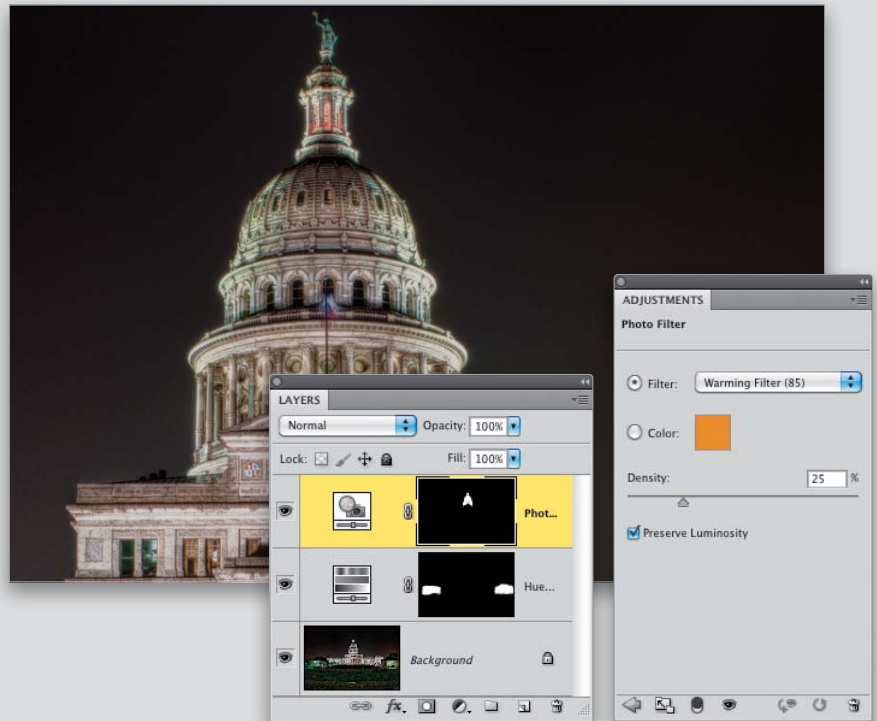 ADJUSTMENTS
Photo Filter
Filter: Warming Filter (85)
Color:
Density: 25 %
Preserve Luminosity
LAYERS
Normal Opacity: 100%
Lock: Fill: 100%
Phot...
Hue...
Background
fx